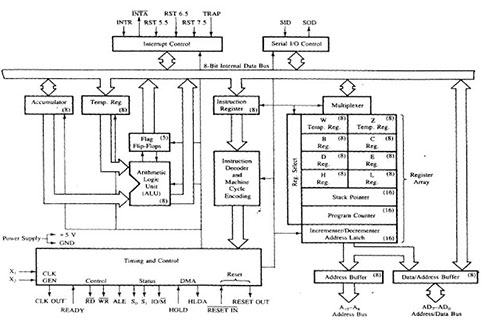 INTA RST 6.5 TRAP
INTR RST 5.5 RST 7.5
SID SOD
Interrupt Control
Serial I/O Control
8-Bit Internal Data Bus
Accumulator
(8)
Temp. Reg.
(8)
Instruction
Register (8)
Multiplexer
(5)
Flag
Flip-Flops
Arithmetic
Logic
Unit
(ALU)
(8)
Instruction
Decoder
and
Machine
Cycle
Encoding
Reg. Select
W (8)
Temp. Reg.
Z (8)
Temp. Reg.
B (8)
Reg.
C (8)
Reg.
D (8)
Reg.
E (8)
Reg.
H (8)
Reg.
L (8)
Reg.
Stack Pointer (16)
Program Counter (16)
Incrementer/Decrementer
Address Latch (16)
Register
Array
Power Supply
+ 5 V
GND
Timing and Control
X₁
X₂
CLK
GEN
Control
Status
DMA
Reset
CLK OUT
READY
RD WR ALE S₀ S₁ IO/M
HOLD
HLDA
RESET IN
RESET OUT
Address Buffer (8)
Data/Address Buffer (8)
A₁₅–A₈
Address Bus
AD₇–AD₀
Address/Data Bus